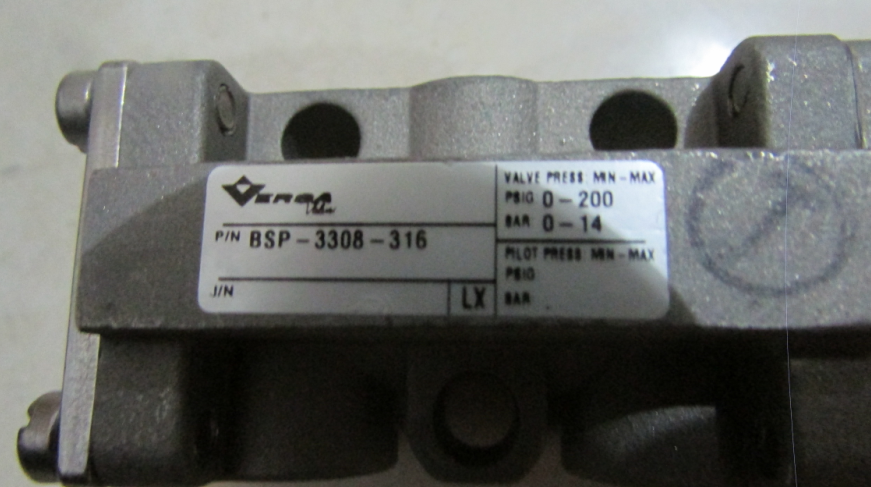 VERSA
P/N BSP-3308-316
J/N
LX
VALVE PRESS MIN-MAX
PSIG 0-200
BAR 0-14
PILOT PRESS MIN-MAX
PSIG
BAR